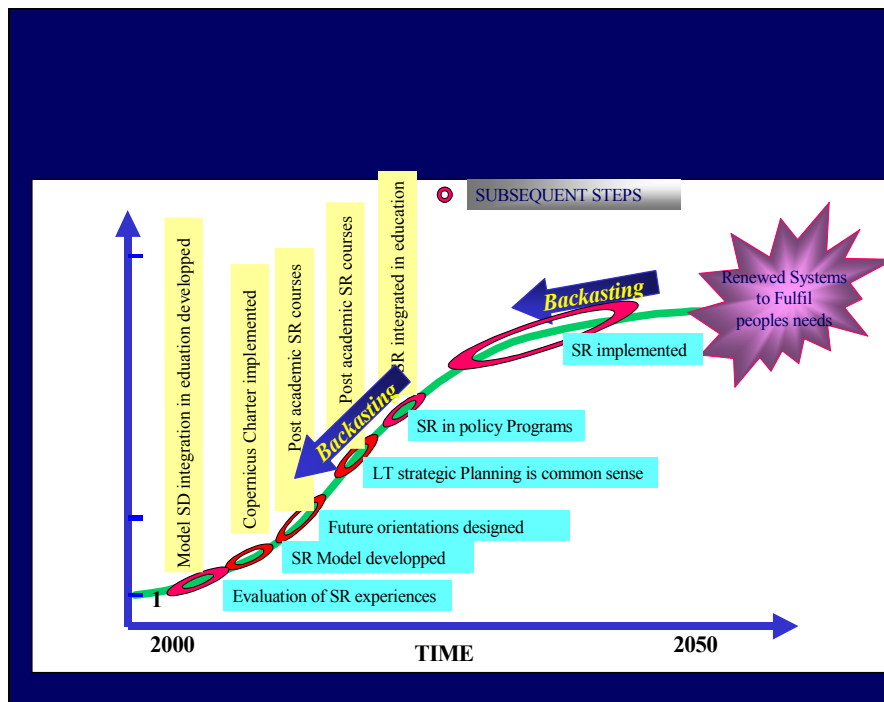 SUBSEQUENT STEPS
Model SD integration in eduation developped
Copernicus Charter implemented
Post academic SR courses
Post academic SR courses
SR integrated in education
Backasting
Backasting
Renewed Systems
to Fulfil
peoples needs
SR implemented
SR in policy Programs
LT strategic Planning is common sense
Future orientations designed
SR Model developped
Evaluation of SR experiences
1
2000
TIME
2050